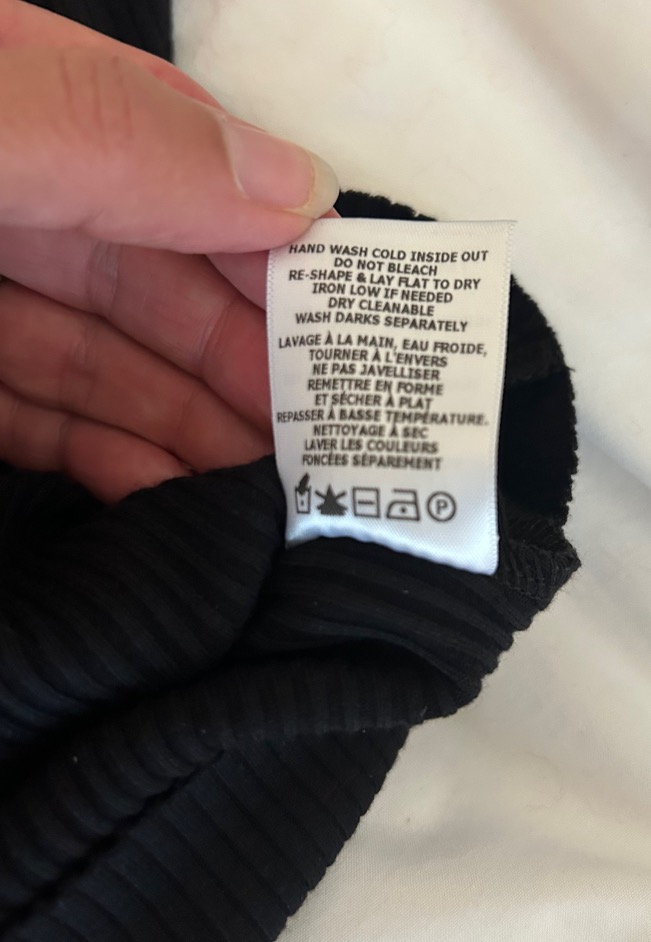 HAND WASH COLD INSIDE OUT
DO NOT BLEACH
RE-SHAPE & LAY FLAT TO DRY
IRON LOW IF NEEDED
DRY CLEANABLE
WASH DARKS SEPARATELY
LAVAGE À LA MAIN, EAU FROIDE,
TOURNER À L'ENVERS
NE PAS JAVELLISER
REMETTRE EN FORME
ET SÉCHER À PLAT
REPASSER À BASSE TEMPÉRATURE.
NETTOYAGE À SEC
LAVER LES COULEURS
FONCÉES SÉPAREMENT
P